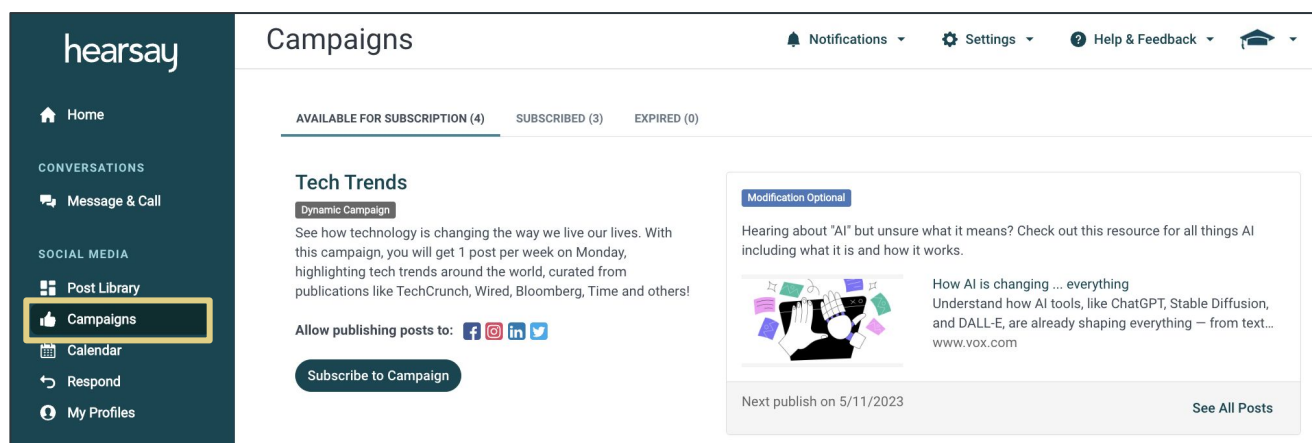 hearsay
Home
CONVERSATIONS
Message & Call
SOCIAL MEDIA
Post Library
Campaigns
Calendar
Respond
My Profiles
Campaigns
Notifications
Settings
Help & Feedback
AVAILABLE FOR SUBSCRIPTION (4)
SUBSCRIBED (3)
EXPIRED (0)
Tech Trends
Dynamic Campaign
See how technology is changing the way we live our lives. With
this campaign, you will get 1 post per week on Monday,
highlighting tech trends around the world, curated from
publications like TechCrunch, Wired, Bloomberg, Time and others!
Allow publishing posts to:
Subscribe to Campaign
Modification Optional
Hearing about "AI" but unsure what it means? Check out this resource for all things AI
including what it is and how it works.
How AI is changing ... everything
Understand how AI tools, like ChatGPT, Stable Diffusion,
and DALL-E, are already shaping everything — from text...
www.vox.com
Next publish on 5/11/2023
See All Posts